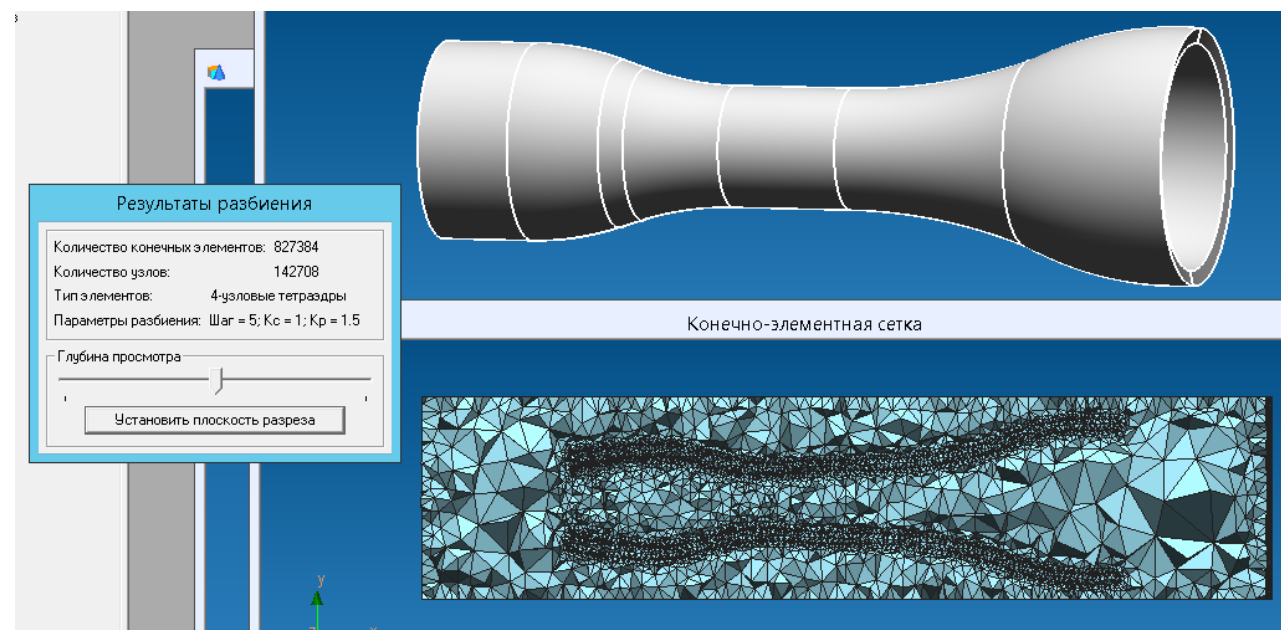 Результаты разбиения
Количество конечных элементов: 827384
Количество узлов: 142708
Тип элементов: 4-узловые тетраэдры
Параметры разбиения: Шаг = 5; Кс = 1; Кр = 1.5
Глубина просмотра
Установить плоскость разреза
Конечно-элементная сетка
y